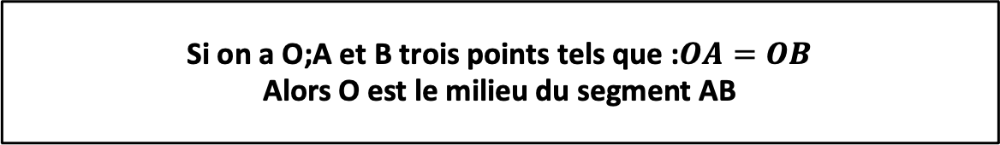 Si on a O;A et B trois points tels que :𝑶𝑨 = 𝑶𝑩
Alors O est le milieu du segment AB